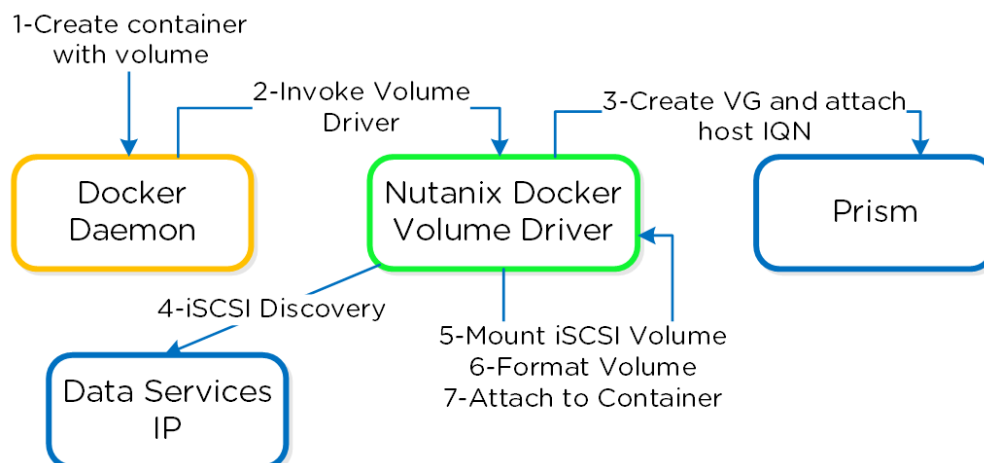 1-Create container
with volume
2-Invoke Volume
Driver
3-Create VG and attach
host IQN
Docker
Daemon
Nutanix Docker
Volume Driver
Prism
4-iSCSI Discovery
5-Mount iSCSI Volume
6-Format Volume
7-Attach to Container
Data Services
IP